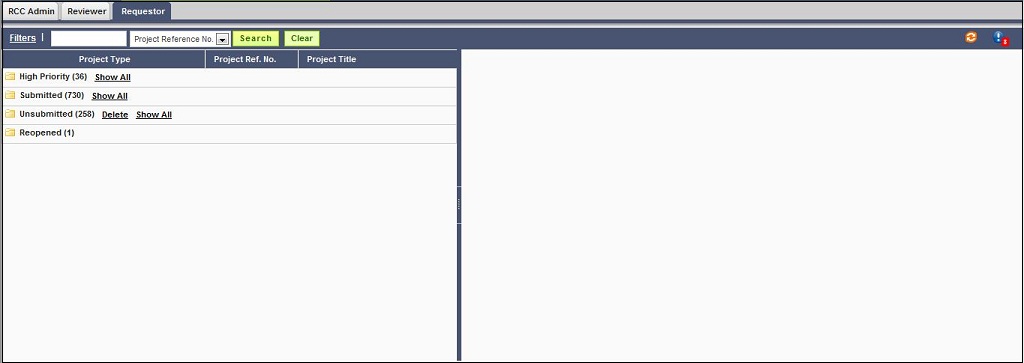 RCC Admin Reviewer Requestor
Filters | Project Reference No. Search Clear
Project Type Project Ref. No. Project Title
High Priority (36) Show All
Submitted (730) Show All
Unsubmitted (258) Delete Show All
Reopened (1)